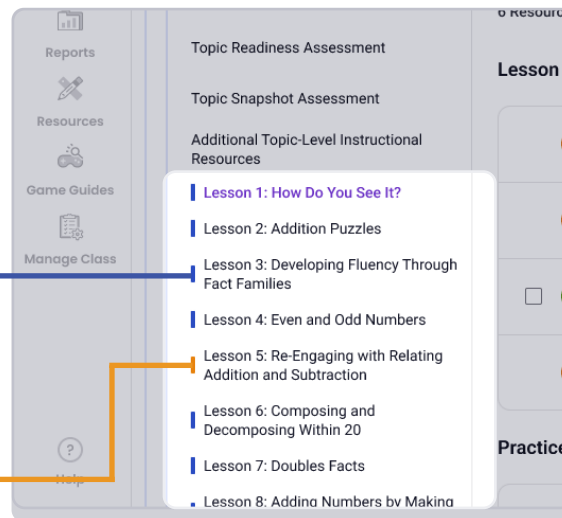 Reports
Resources
Game Guides
Manage Class
Help
Topic Readiness Assessment
Topic Snapshot Assessment
Additional Topic-Level Instructional
Resources
Lesson 1: How Do You See It?
Lesson 2: Addition Puzzles
Lesson 3: Developing Fluency Through
Fact Families
Lesson 4: Even and Odd Numbers
Lesson 5: Re-Engaging with Relating
Addition and Subtraction
Lesson 6: Composing and
Decomposing Within 20
Lesson 7: Doubles Facts
Lesson 8: Adding Numbers by Making
6 Resourc
Lesson
Practice